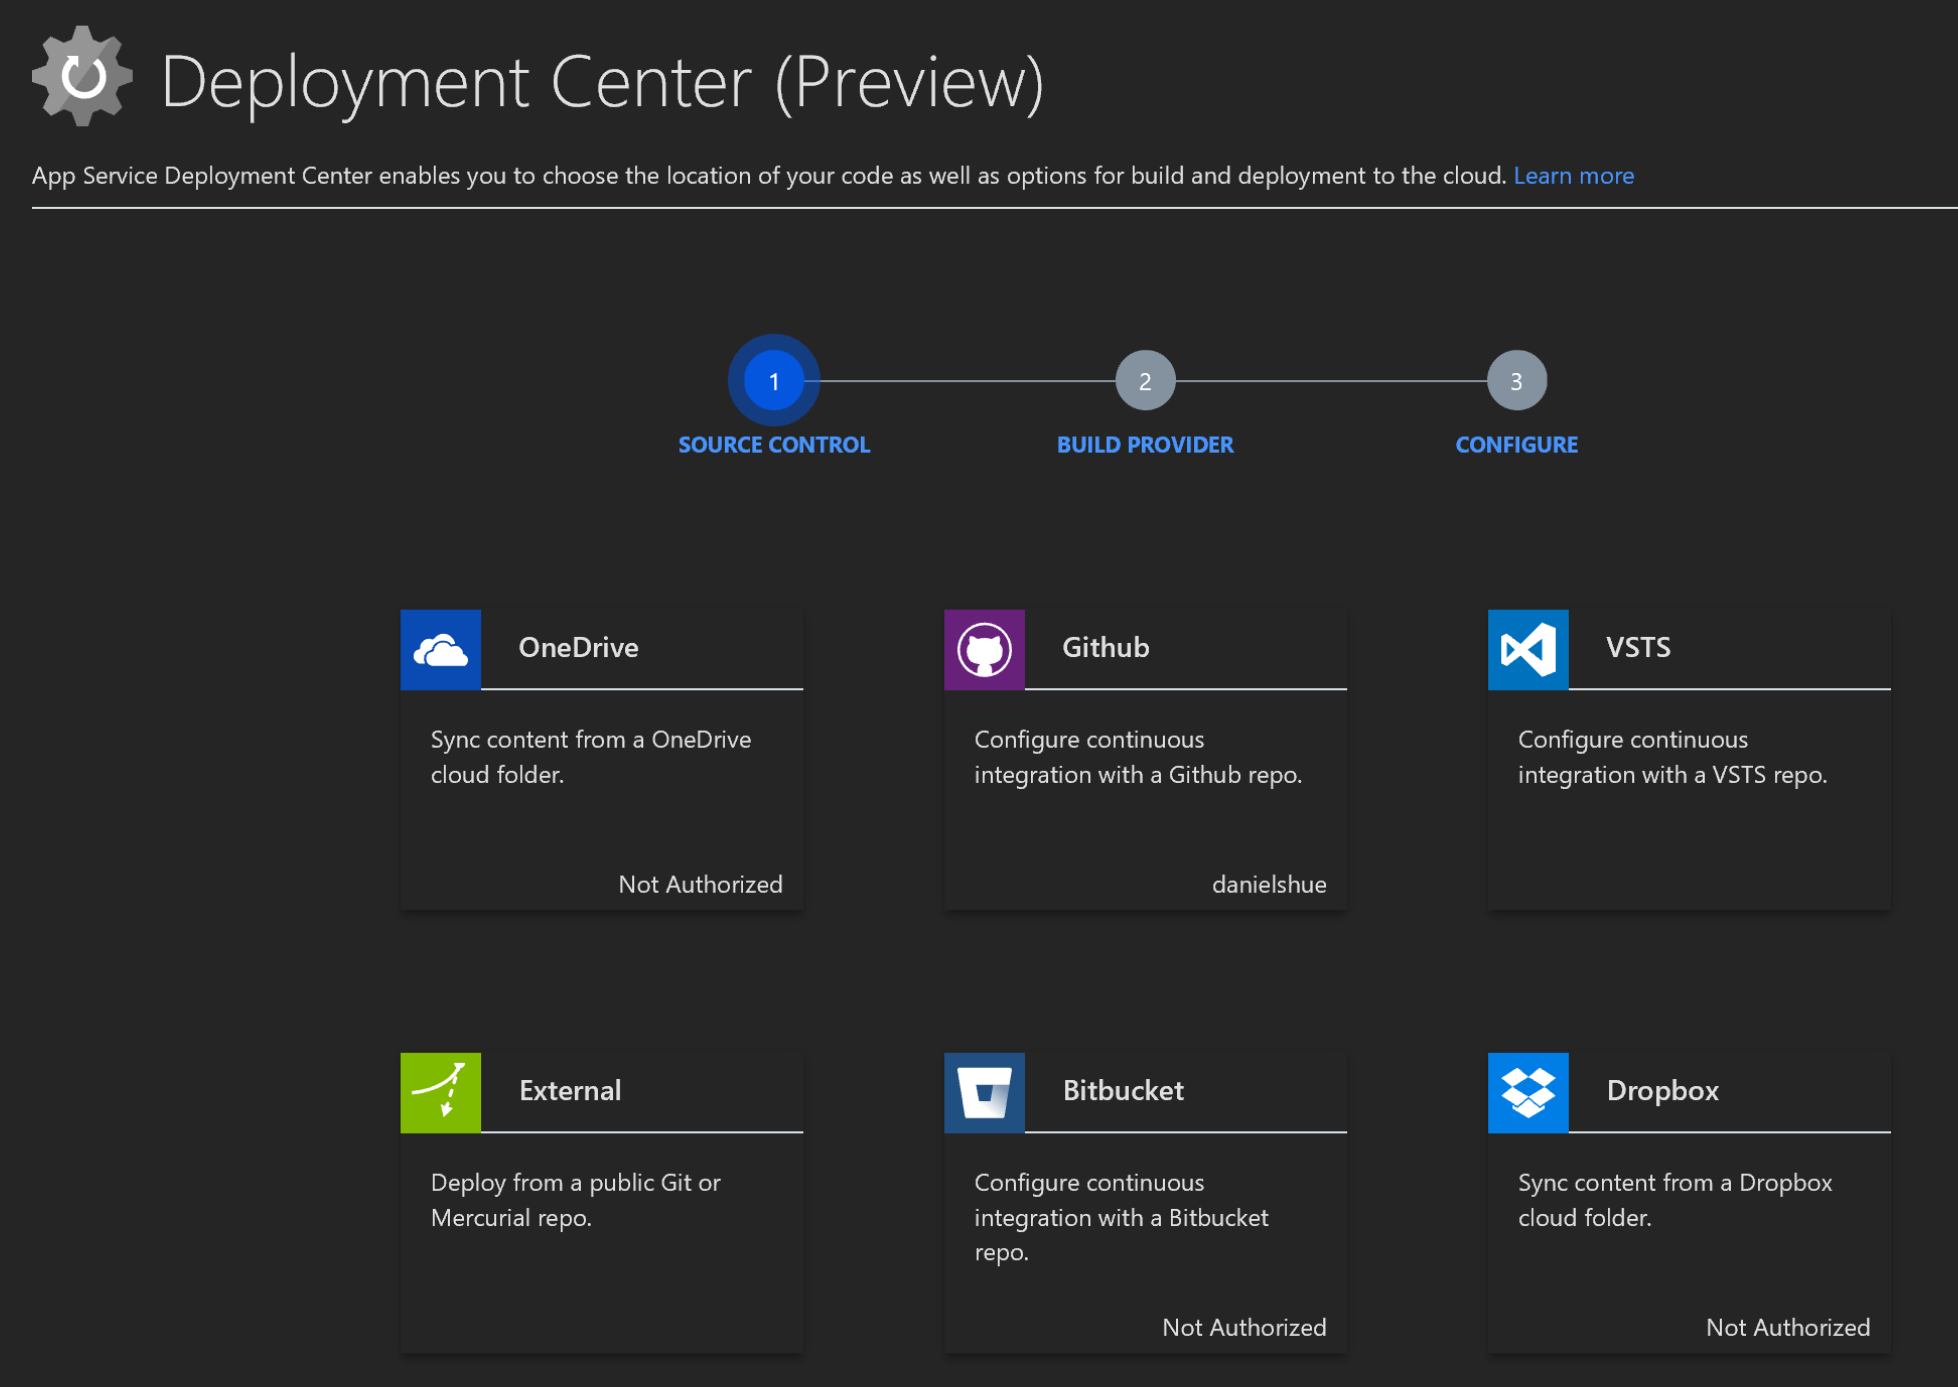 Deployment Center (Preview)
App Service Deployment Center enables you to choose the location of your code as well as options for build and deployment to the cloud. Learn more
1
2
3
SOURCE CONTROL
BUILD PROVIDER
CONFIGURE
OneDrive
Sync content from a OneDrive
cloud folder.
Not Authorized
Github
Configure continuous
integration with a Github repo.
danielshue
VSTS
Configure continuous
integration with a VSTS repo.
External
Deploy from a public Git or
Mercurial repo.
Bitbucket
Configure continuous
integration with a Bitbucket
repo.
Not Authorized
Dropbox
Sync content from a Dropbox
cloud folder.
Not Authorized